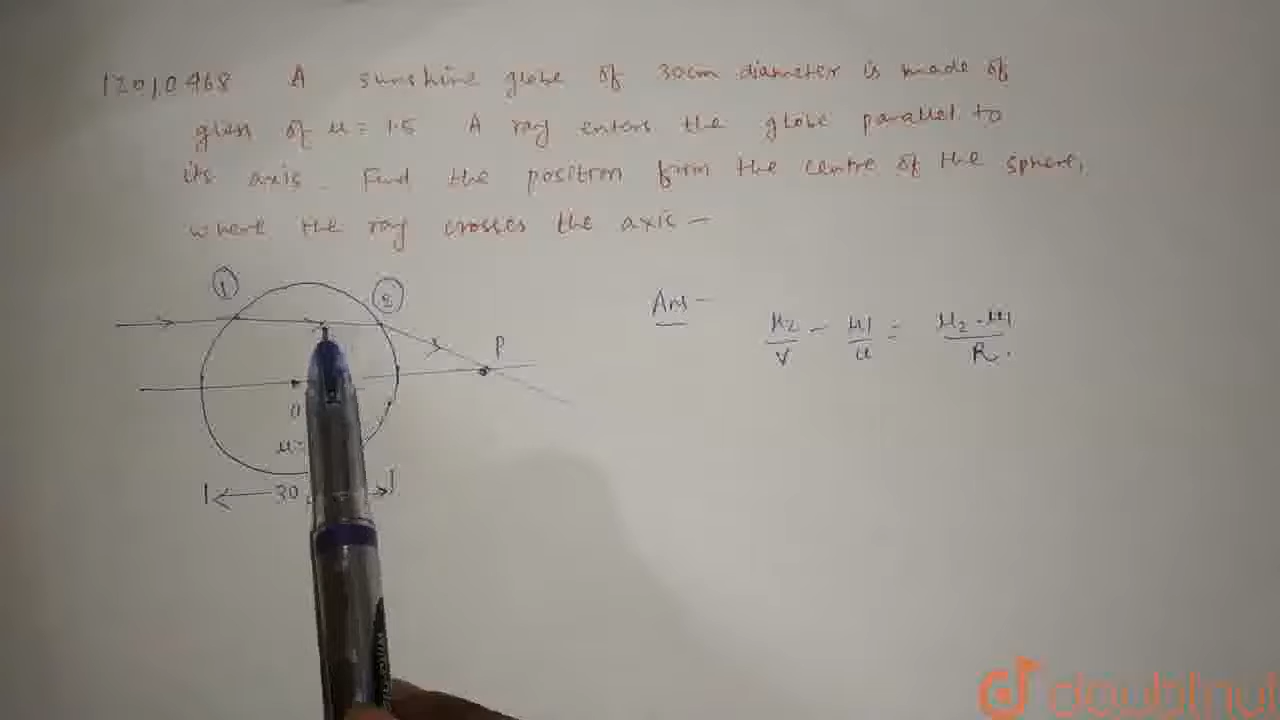 12010468 A sunshine globe of 30cm diameter is made of
glass of μ = 1.5 A ray enters the globe parallel to
its axis. Find the position form the centre of the sphere,
where the ray crosses the axis -
① ②
Ans -
μ2/v - μ1/u = μ2-μ1/R.
P
O
μ=
30
doubtnut